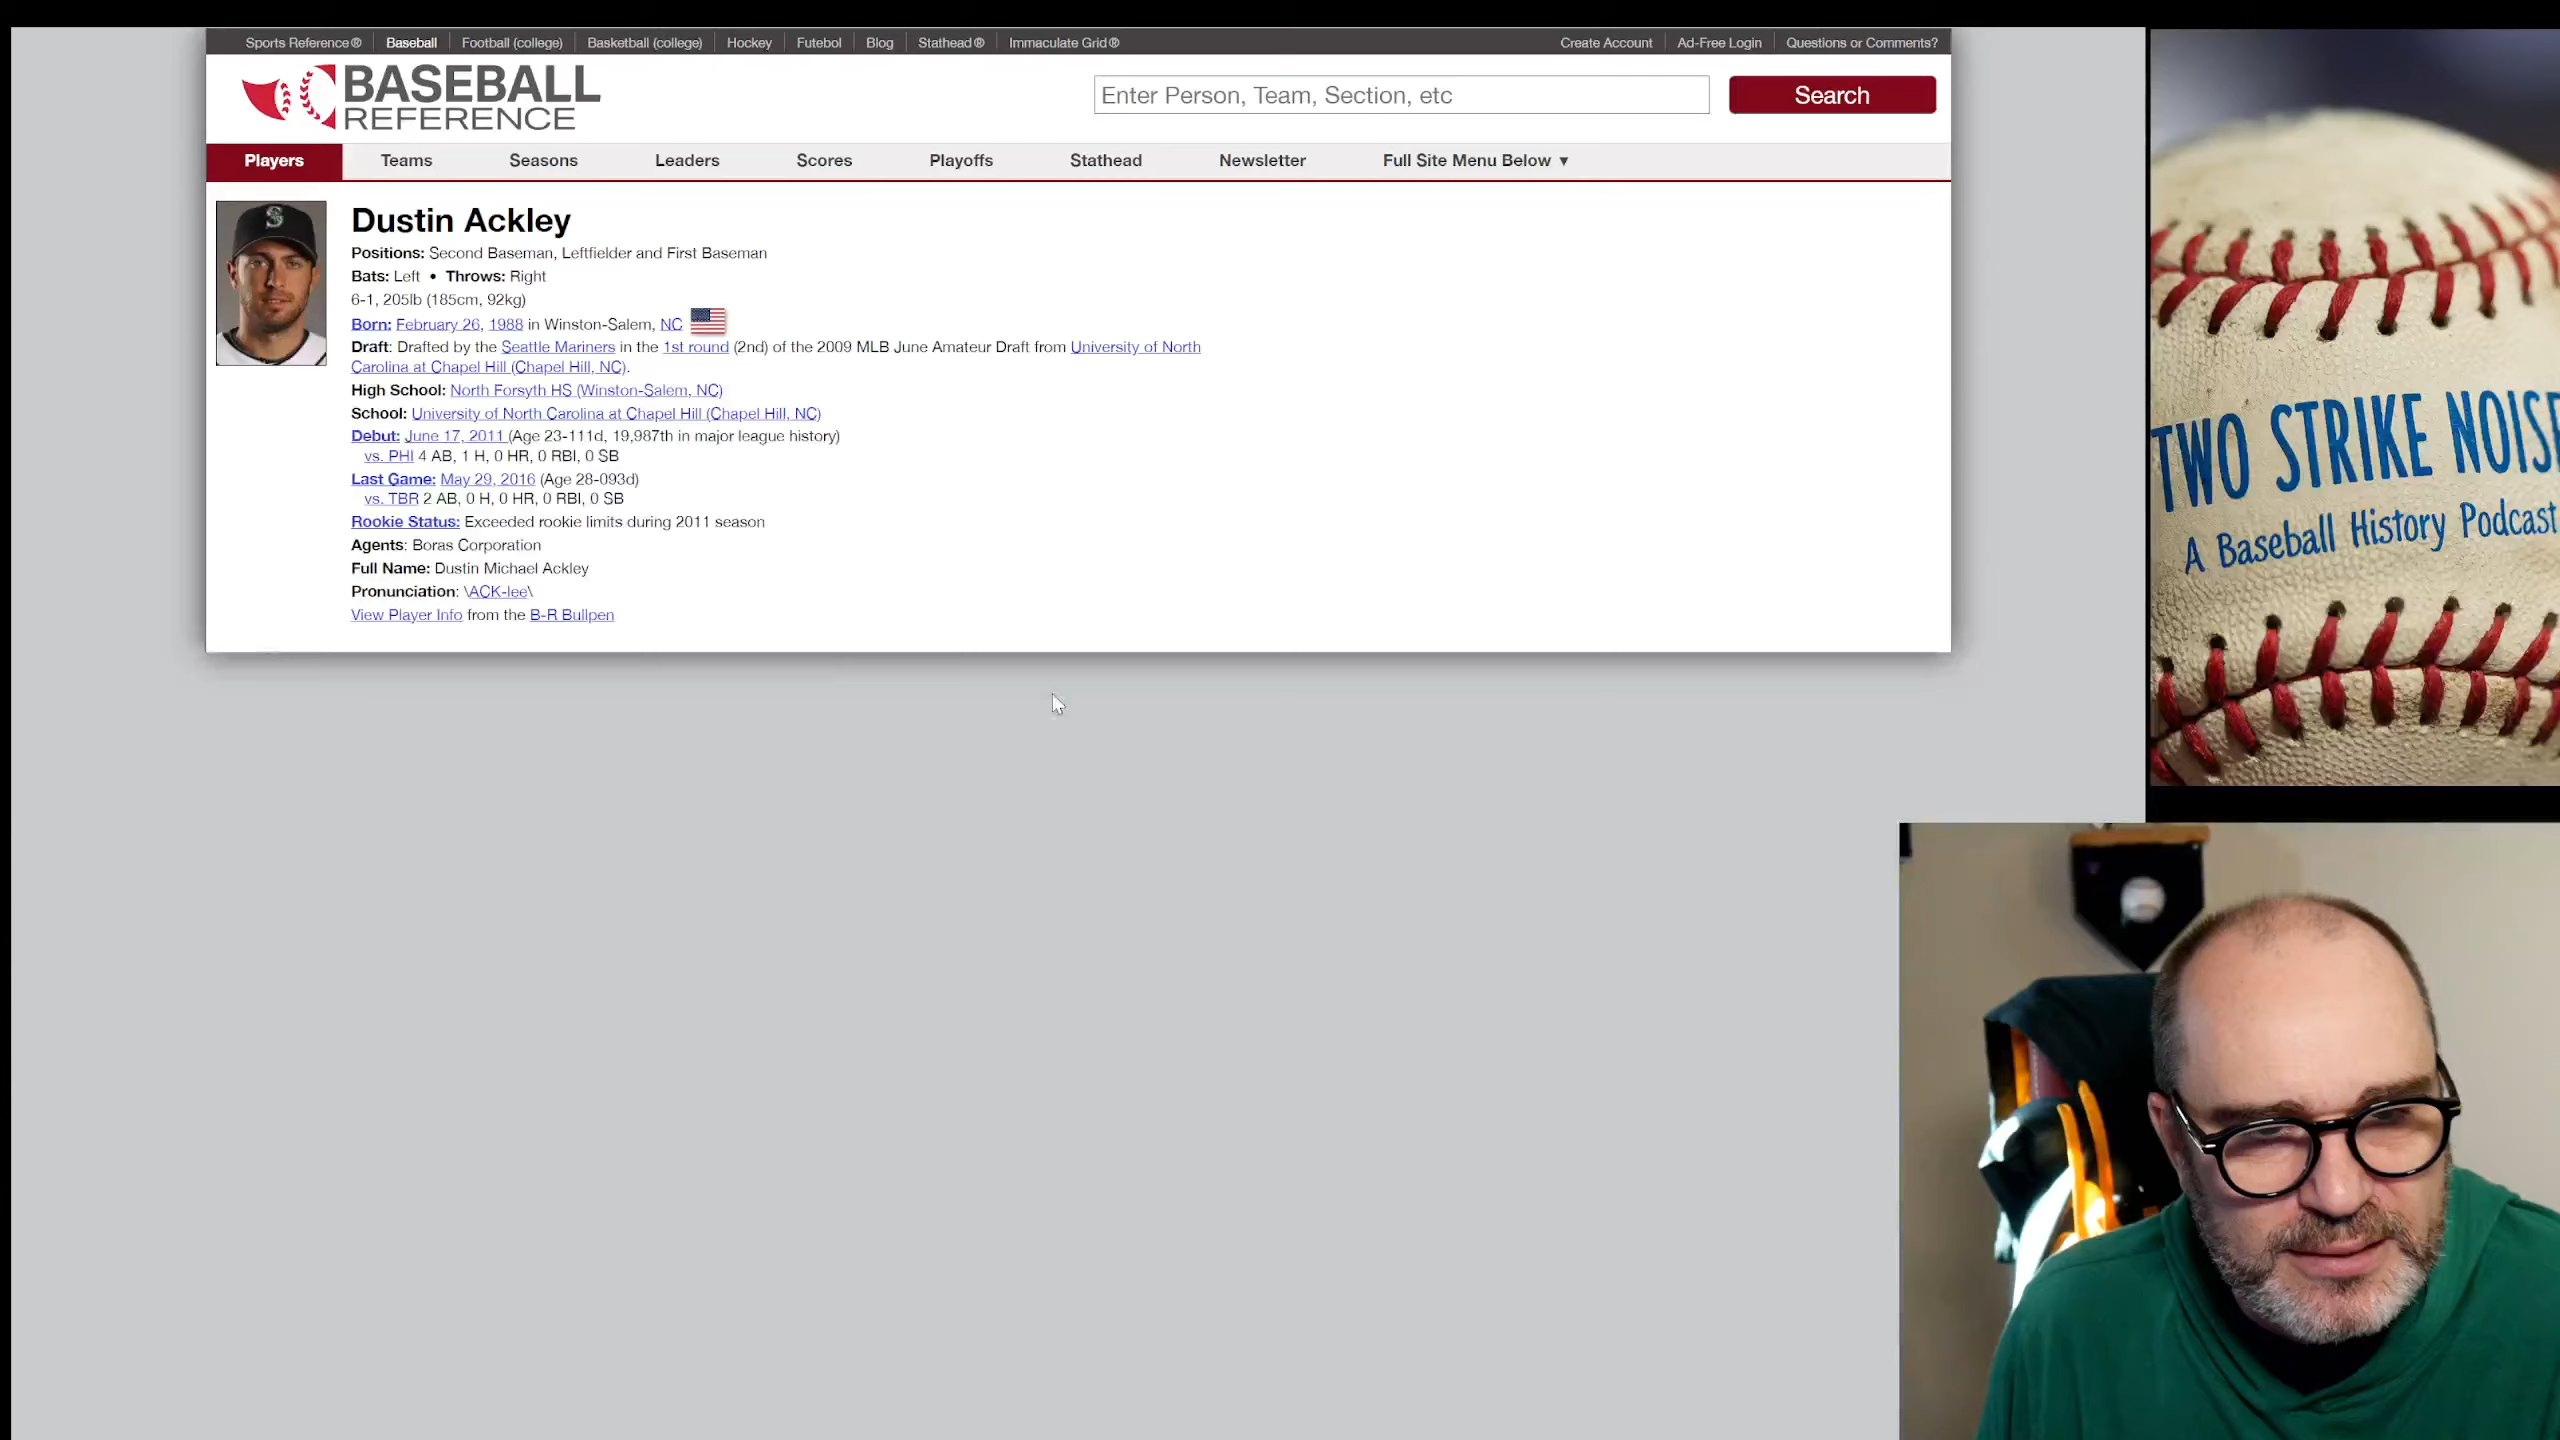 Sports Reference® Baseball Football (college) Basketball (college) Hockey Futebol Blog Stathead® Immaculate Grid® Create Account Ad-Free Login Questions or Comments?
BASEBALL
REFERENCE
Enter Person, Team, Section, etc
Search
Players Teams Seasons Leaders Scores Playoffs Stathead Newsletter Full Site Menu Below ▼
S
Dustin Ackley
Positions: Second Baseman, Leftfielder and First Baseman
Bats: Left • Throws: Right
6-1, 205lb (185cm, 92kg)
Born: February 26, 1988 in Winston-Salem, NC
Draft: Drafted by the Seattle Mariners in the 1st round (2nd) of the 2009 MLB June Amateur Draft from University of North
Carolina at Chapel Hill (Chapel Hill, NC).
High School: North Forsyth HS (Winston-Salem, NC)
School: University of North Carolina at Chapel Hill (Chapel Hill, NC)
Debut: June 17, 2011 (Age 23-111d, 19,987th in major league history)
vs. PHI 4 AB, 1 H, 0 HR, 0 RBI, 0 SB
Last Game: May 29, 2016 (Age 28-093d)
vs. TBR 2 AB, 0 H, 0 HR, 0 RBI, 0 SB
Rookie Status: Exceeded rookie limits during 2011 season
Agents: Boras Corporation
Full Name: Dustin Michael Ackley
Pronunciation: \ACK-lee\
View Player Info from the B-R Bullpen
TWO STRIKE NOISE
A Baseball History Podcast